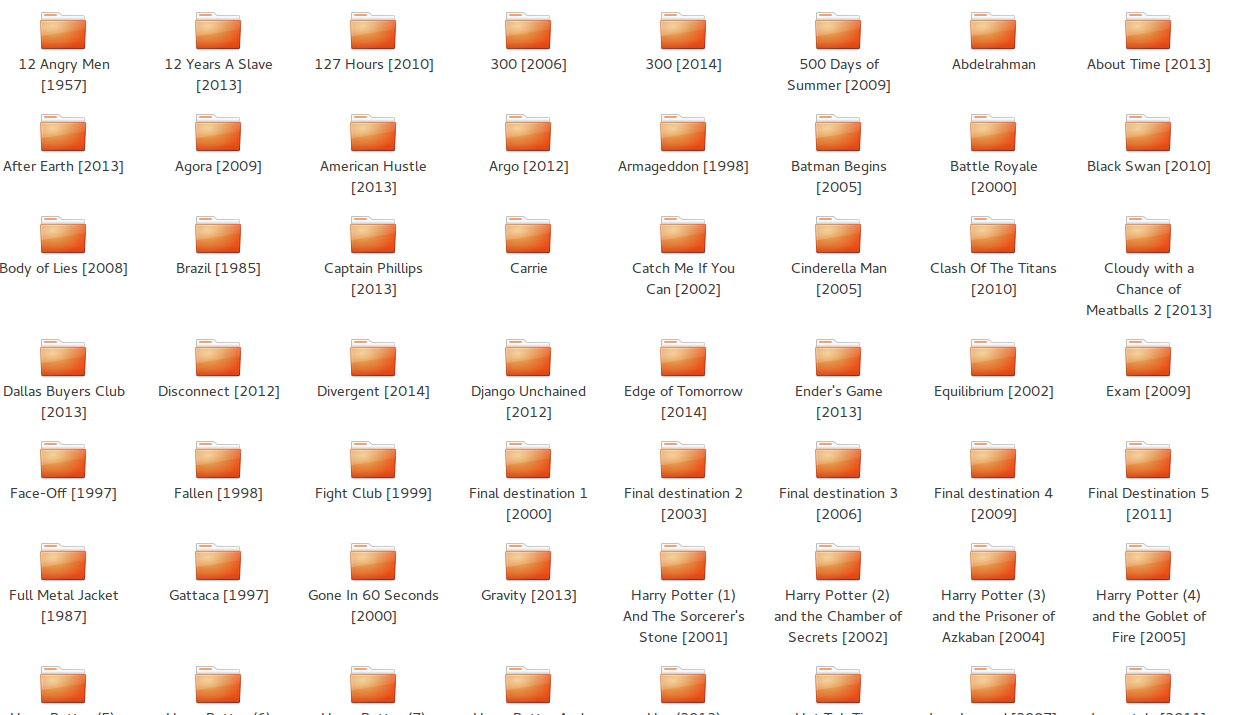 12 Angry Men
[1957]
12 Years A Slave
[2013]
127 Hours [2010]
300 [2006]
300 [2014]
500 Days of
Summer [2009]
Abdelrahman
About Time [2013]
After Earth [2013]
Agora [2009]
American Hustle
[2013]
Argo [2012]
Armageddon [1998]
Batman Begins
[2005]
Battle Royale
[2000]
Black Swan [2010]
Body of Lies [2008]
Brazil [1985]
Captain Phillips
[2013]
Carrie
Catch Me If You
Can [2002]
Cinderella Man
[2005]
Clash Of The Titans
[2010]
Cloudy with a
Chance of
Meatballs 2 [2013]
Dallas Buyers Club
[2013]
Disconnect [2012]
Divergent [2014]
Django Unchained
[2012]
Edge of Tomorrow
[2014]
Ender's Game
[2013]
Equilibrium [2002]
Exam [2009]
Face-Off [1997]
Fallen [1998]
Fight Club [1999]
Final destination 1
[2000]
Final destination 2
[2003]
Final destination 3
[2006]
Final destination 4
[2009]
Final Destination 5
[2011]
Full Metal Jacket
[1987]
Gattaca [1997]
Gone In 60 Seconds
[2000]
Gravity [2013]
Harry Potter (1)
And The Sorcerer's
Stone [2001]
Harry Potter (2)
and the Chamber of
Secrets [2002]
Harry Potter (3)
and the Prisoner of
Azkaban [2004]
Harry Potter (4)
and the Goblet of
Fire [2005]